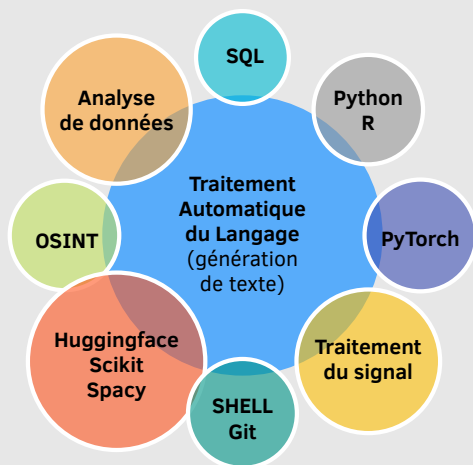 SQL
Analyse
de données
Python
R
Traitement
Automatique
du Langage
(génération
de texte)
OSINT
PyTorch
Huggingface
Scikit
Spacy
Traitement
du signal
SHELL
Git